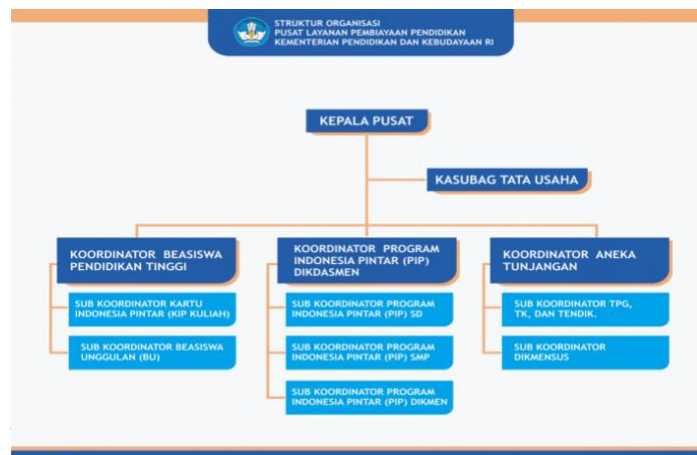 STRUKTUR ORGANISASI
PUSAT LAYANAN PEMBIAYAAN PENDIDIKAN
KEMENTERIAN PENDIDIKAN DAN KEBUDAYAAN RI
KEPALA PUSAT
KASUBAG TATA USAHA
KOORDINATOR BEASISWA
PENDIDIKAN TINGGI
SUB KOORDINATOR KARTU
INDONESIA PINTAR (KIP KULIAH)
SUB KOORDINATOR BEASISWA
UNGGULAN (BU)
KOORDINATOR PROGRAM
INDONESIA PINTAR (PIP)
DIKDASMEN
SUB KOORDINATOR PROGRAM
INDONESIA PINTAR (PIP) SD
SUB KOORDINATOR PROGRAM
INDONESIA PINTAR (PIP) SMP
SUB KOORDINATOR PROGRAM
INDONESIA PINTAR (PIP) DIKMEN
KOORDINATOR ANEKA
TUNJANGAN
SUB KOORDINATOR TPG,
TK, DAN TENDIK.
SUB KOORDINATOR
DIKMENSUS